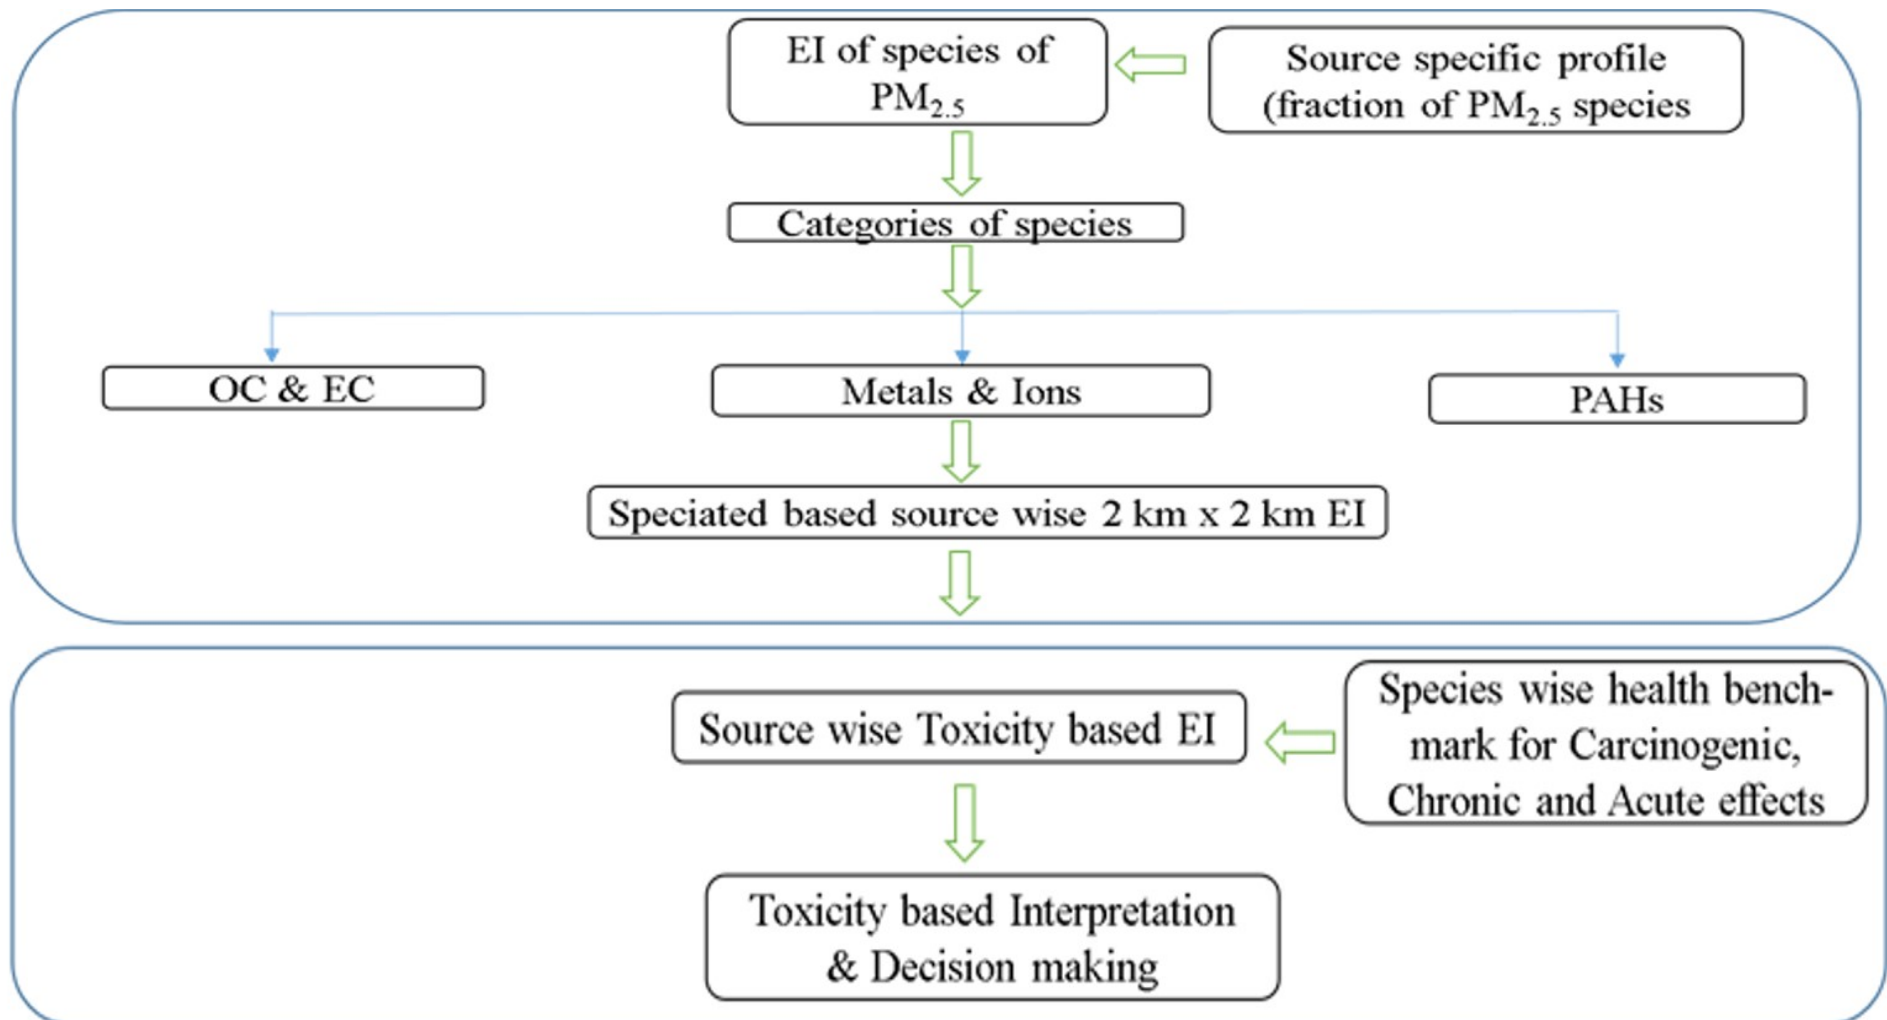 EI of species of
PM2.5
Source specific profile
(fraction of PM2.5 species
Categories of species
OC & EC
Metals & Ions
PAHs
Speciated based source wise 2 km x 2 km EI
Source wise Toxicity based EI
Species wise health bench-
mark for Carcinogenic,
Chronic and Acute effects
Toxicity based Interpretation
& Decision making